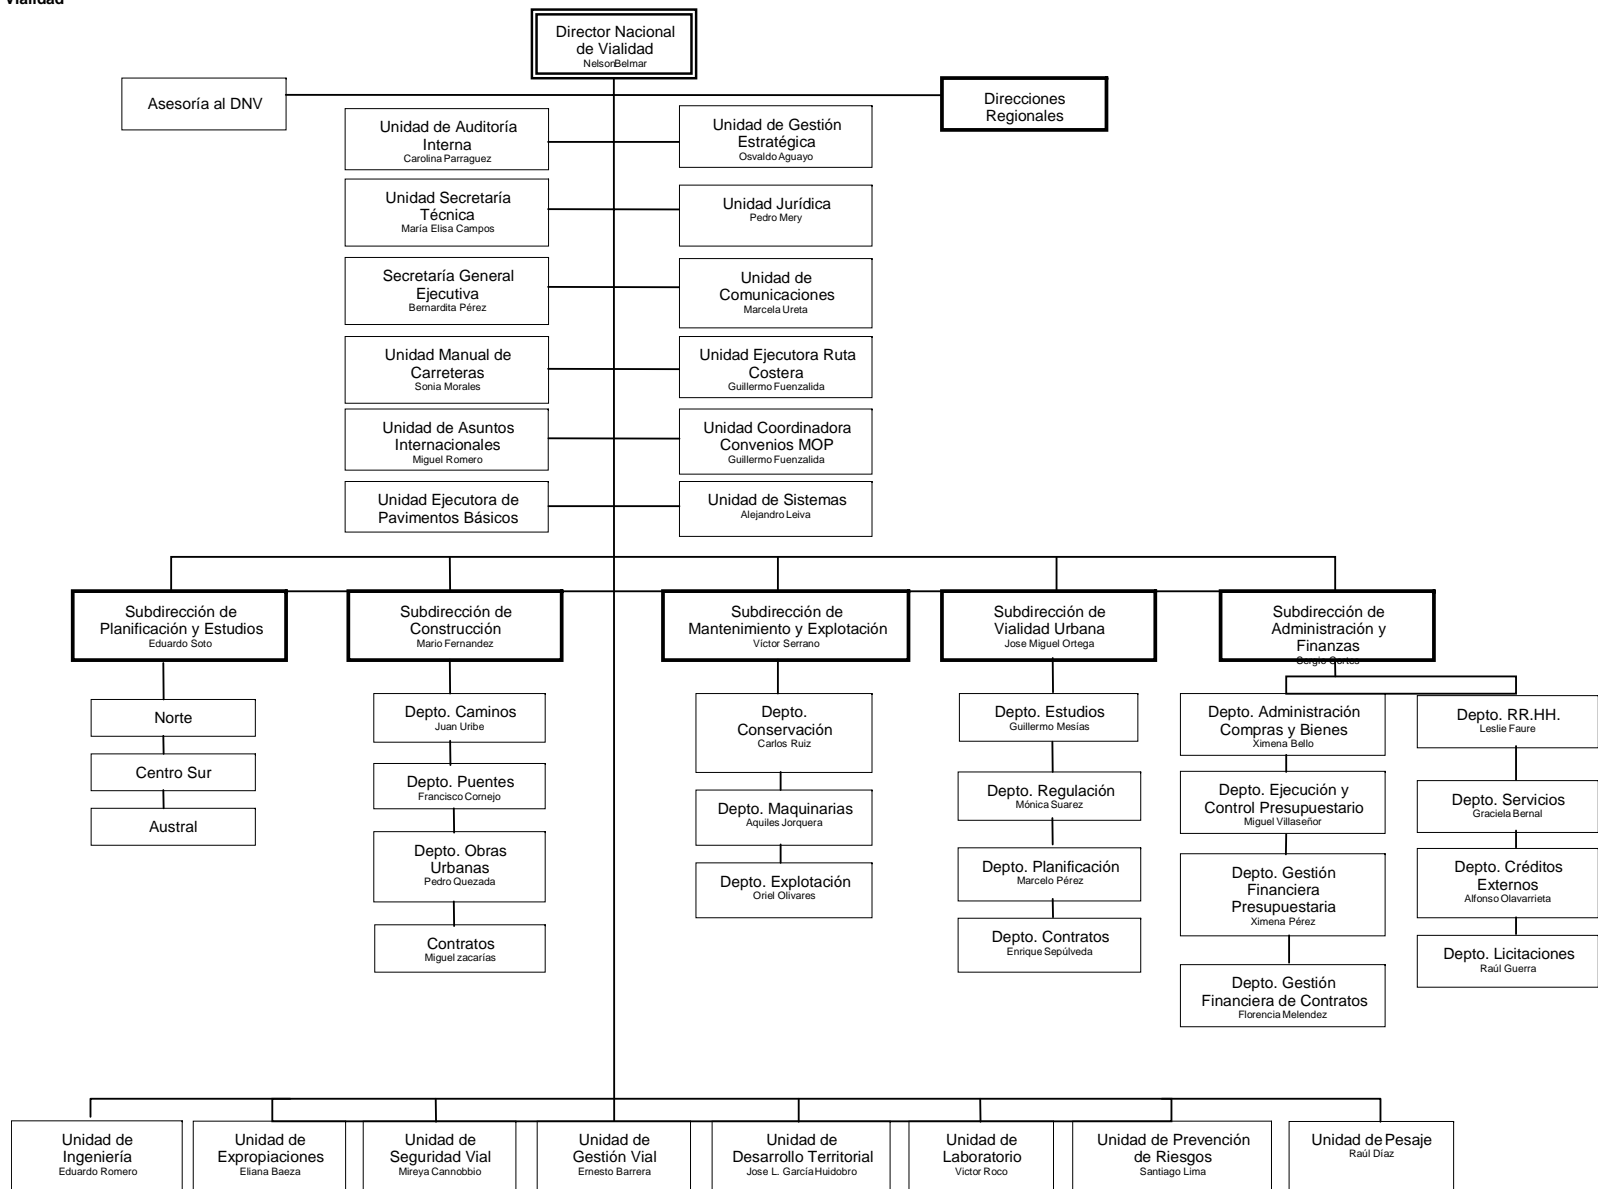 Vialidad
Director Nacional
de Vialidad
NelsonBelmar
Asesoría al DNV
Direcciones
Regionales
Unidad de Auditoría
Interna
Carolina Parraguez
Unidad de Gestión
Estratégica
Osvaldo Aguayo
Unidad Secretaría
Técnica
María Elisa Campos
Unidad Jurídica
Pedro Mery
Secretaría General
Ejecutiva
Bernardita Pérez
Unidad de
Comunicaciones
Marcela Ureta
Unidad Manual de
Carreteras
Sonia Morales
Unidad Ejecutora Ruta
Costera
Guillermo Fuenzalida
Unidad de Asuntos
Internacionales
Miguel Romero
Unidad Coordinadora
Convenios MOP
Guillermo Fuenzalida
Unidad Ejecutora de
Pavimentos Básicos
Unidad de Sistemas
Alejandro Leiva
Subdirección de
Planificación y Estudios
Eduardo Soto
Subdirección de
Construcción
Mario Fernandez
Subdirección de
Mantenimiento y Explotación
Víctor Serrano
Subdirección de
Vialidad Urbana
Jose Miguel Ortega
Subdirección de
Administración y
Finanzas
Sergio Cortes
Norte
Centro Sur
Austral
Depto. Caminos
Juan Uribe
Depto. Puentes
Francisco Cornejo
Depto. Obras
Urbanas
Pedro Quezada
Contratos
Miguel zacarías
Depto.
Conservación
Carlos Ruiz
Depto. Maquinarias
Aquiles Jorquera
Depto. Explotación
Oriel Olivares
Depto. Estudios
Guillermo Mesías
Depto. Regulación
Mónica Suarez
Depto. Planificación
Marcelo Pérez
Depto. Contratos
Enrique Sepúlveda
Depto. Administración
Compras y Bienes
Ximena Bello
Depto. Ejecución y
Control Presupuestario
Miguel Villaseñor
Depto. Gestión
Financiera
Presupuestaria
Ximena Pérez
Depto. Gestión
Financiera de Contratos
Florencia Melendez
Depto. RR.HH.
Leslie Faure
Depto. Servicios
Graciela Bernal
Depto. Créditos
Externos
Alfonso Olavarrieta
Depto. Licitaciones
Raúl Guerra
Unidad de
Ingeniería
Eduardo Romero
Unidad de
Expropiaciones
Eliana Baeza
Unidad de
Seguridad Vial
Mireya Cannobbio
Unidad de
Gestión Vial
Ernesto Barrera
Unidad de
Desarrollo Territorial
Jose L. García Huidobro
Unidad de
Laboratorio
Victor Roco
Unidad de Prevención
de Riesgos
Santiago Lima
Unidad de Pesaje
Raúl Díaz